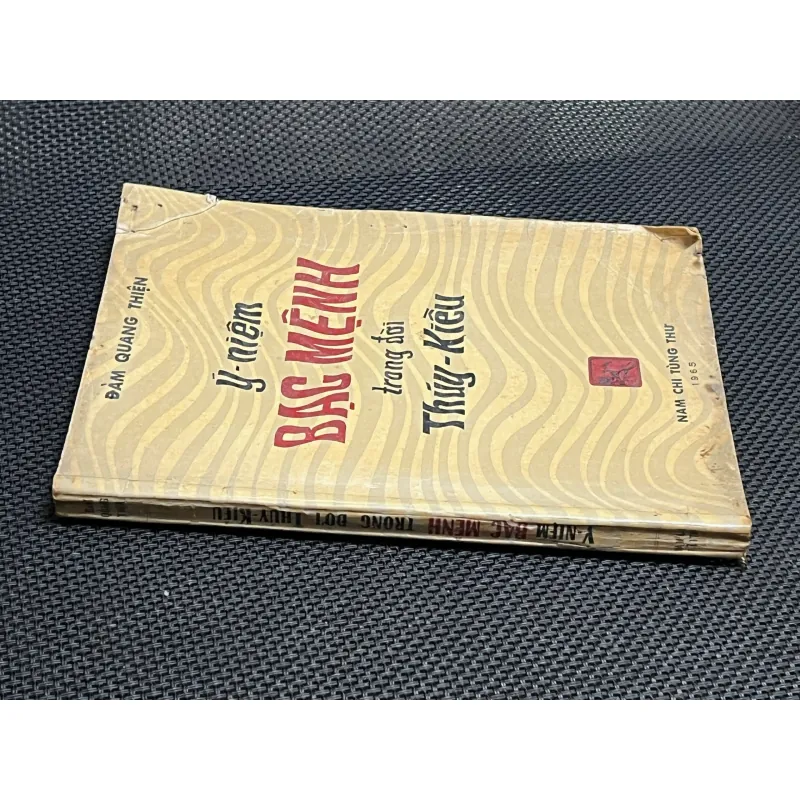 ĐÀM QUANG THIỆN
Ý-niệm
BẠC MỆNH
trong đời
Thúy-Kiều
NAM CHI TÙNG THƯ
1965
Ý-NIỆM BẠC MỆNH TRONG ĐỜI THÚY-KIỀU